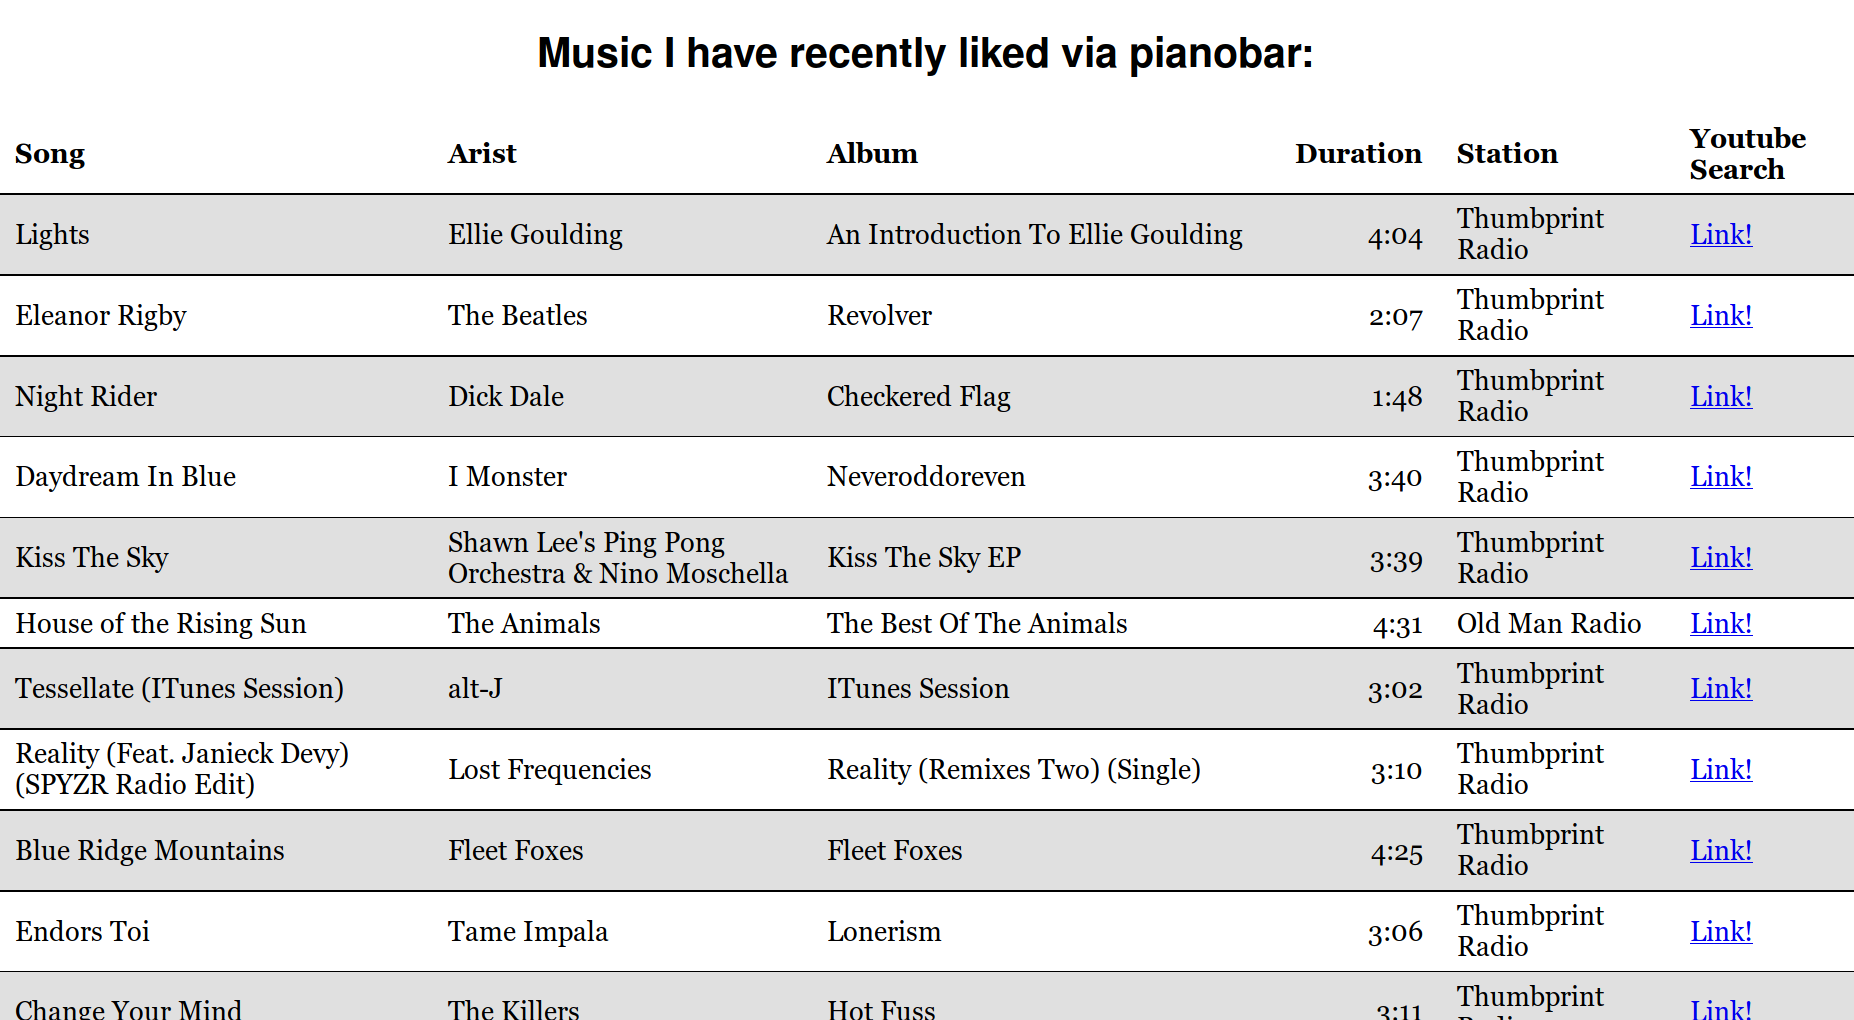 Music I have recently liked via pianobar:
Song Arist Album Duration Station Youtube Search
Lights Ellie Goulding An Introduction To Ellie Goulding 4:04 Thumbprint Radio Link!
Eleanor Rigby The Beatles Revolver 2:07 Thumbprint Radio Link!
Night Rider Dick Dale Checkered Flag 1:48 Thumbprint Radio Link!
Daydream In Blue I Monster Neveroddoreven 3:40 Thumbprint Radio Link!
Kiss The Sky Shawn Lee's Ping Pong Orchestra & Nino Moschella Kiss The Sky EP 3:39 Thumbprint Radio Link!
House of the Rising Sun The Animals The Best Of The Animals 4:31 Old Man Radio Link!
Tessellate (ITunes Session) alt-J ITunes Session 3:02 Thumbprint Radio Link!
Reality (Feat. Janieck Devy) (SPYZR Radio Edit) Lost Frequencies Reality (Remixes Two) (Single) 3:10 Thumbprint Radio Link!
Blue Ridge Mountains Fleet Foxes Fleet Foxes 4:25 Thumbprint Radio Link!
Endors Toi Tame Impala Lonerism 3:06 Thumbprint Radio Link!
Change Your Mind The Killers Hot Fuss 3:11 Thumbprint Link!